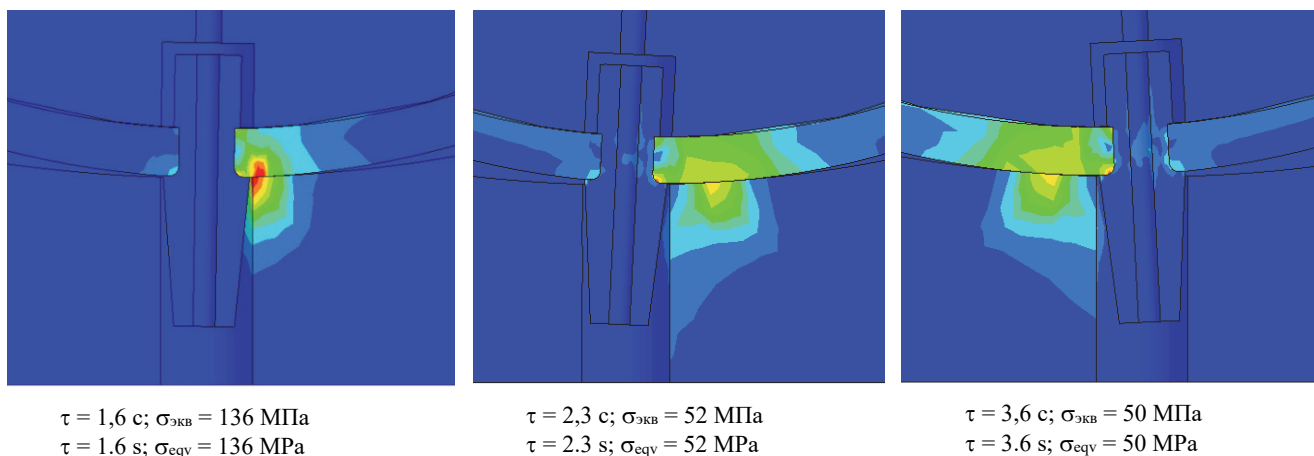 τ = 1,6 с; σэкв = 136 МПа
τ = 1.6 s; σeqv = 136 MPa
τ = 2,3 с; σэкв = 52 МПа
τ = 2.3 s; σeqv = 52 MPa
τ = 3,6 с; σэкв = 50 МПа
τ = 3.6 s; σeqv = 50 MPa